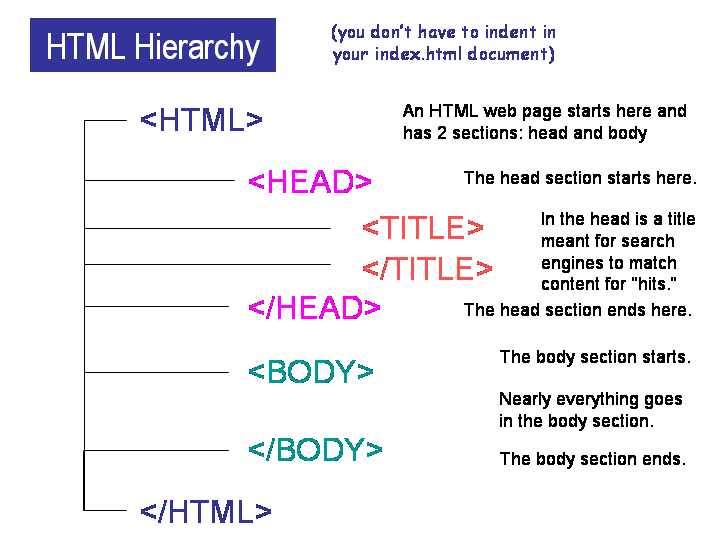 HTML Hierarchy
(you don't have to indent in
your index.html document)
<HTML>
An HTML web page starts here and
has 2 sections: head and body
<HEAD>
The head section starts here.
<TITLE>
</TITLE>
In the head is a title
meant for search
engines to match
content for "hits."
</HEAD>
The head section ends here.
<BODY>
The body section starts.
Nearly everything goes
in the body section.
</BODY>
The body section ends.
</HTML>